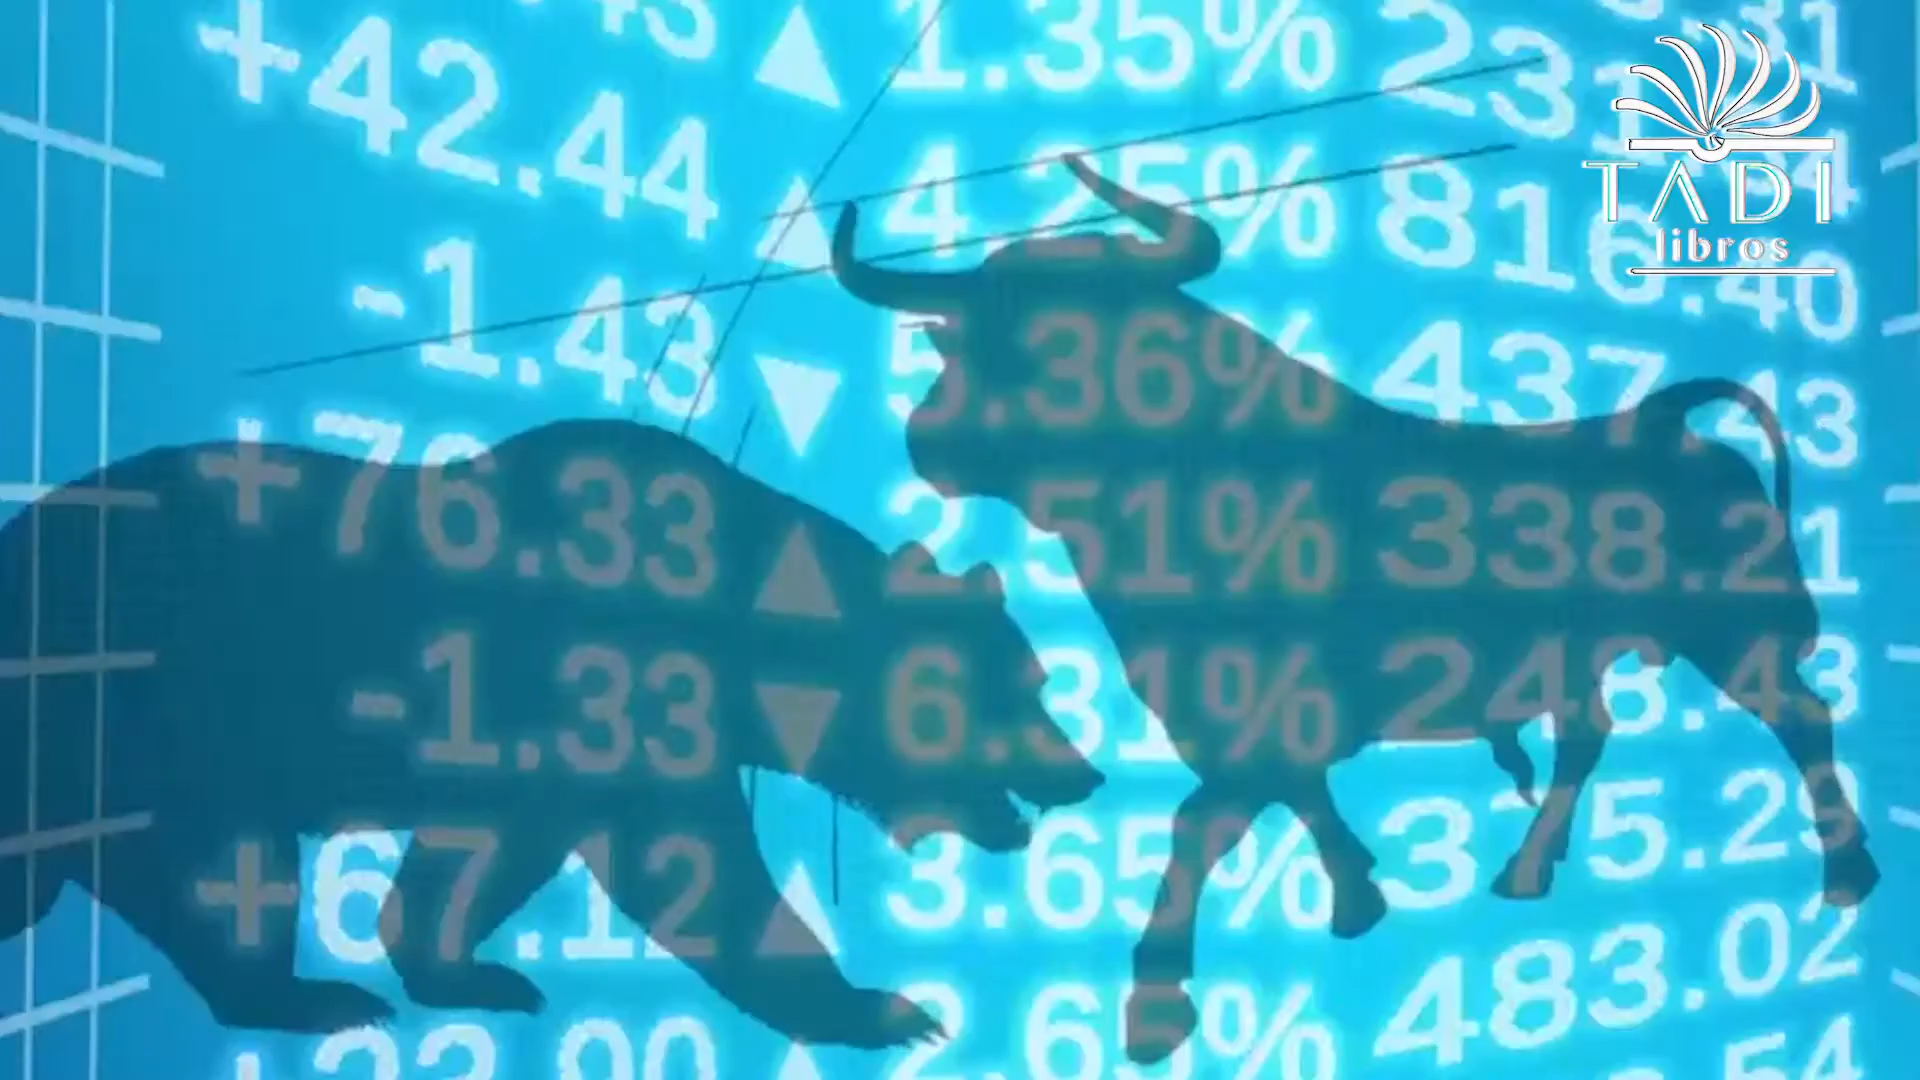 +42.44 ▲ 1.35% 23
-1.43 ▲ 4.25% 816.40
+76.33 ▼ 5.36% 437.43
-1.33 ▲ 2.51% 338.21
+67.12 ▼ 6.31% 248.43
▲ 3.65% 375.29
2.65% 483.02
TADI
libros